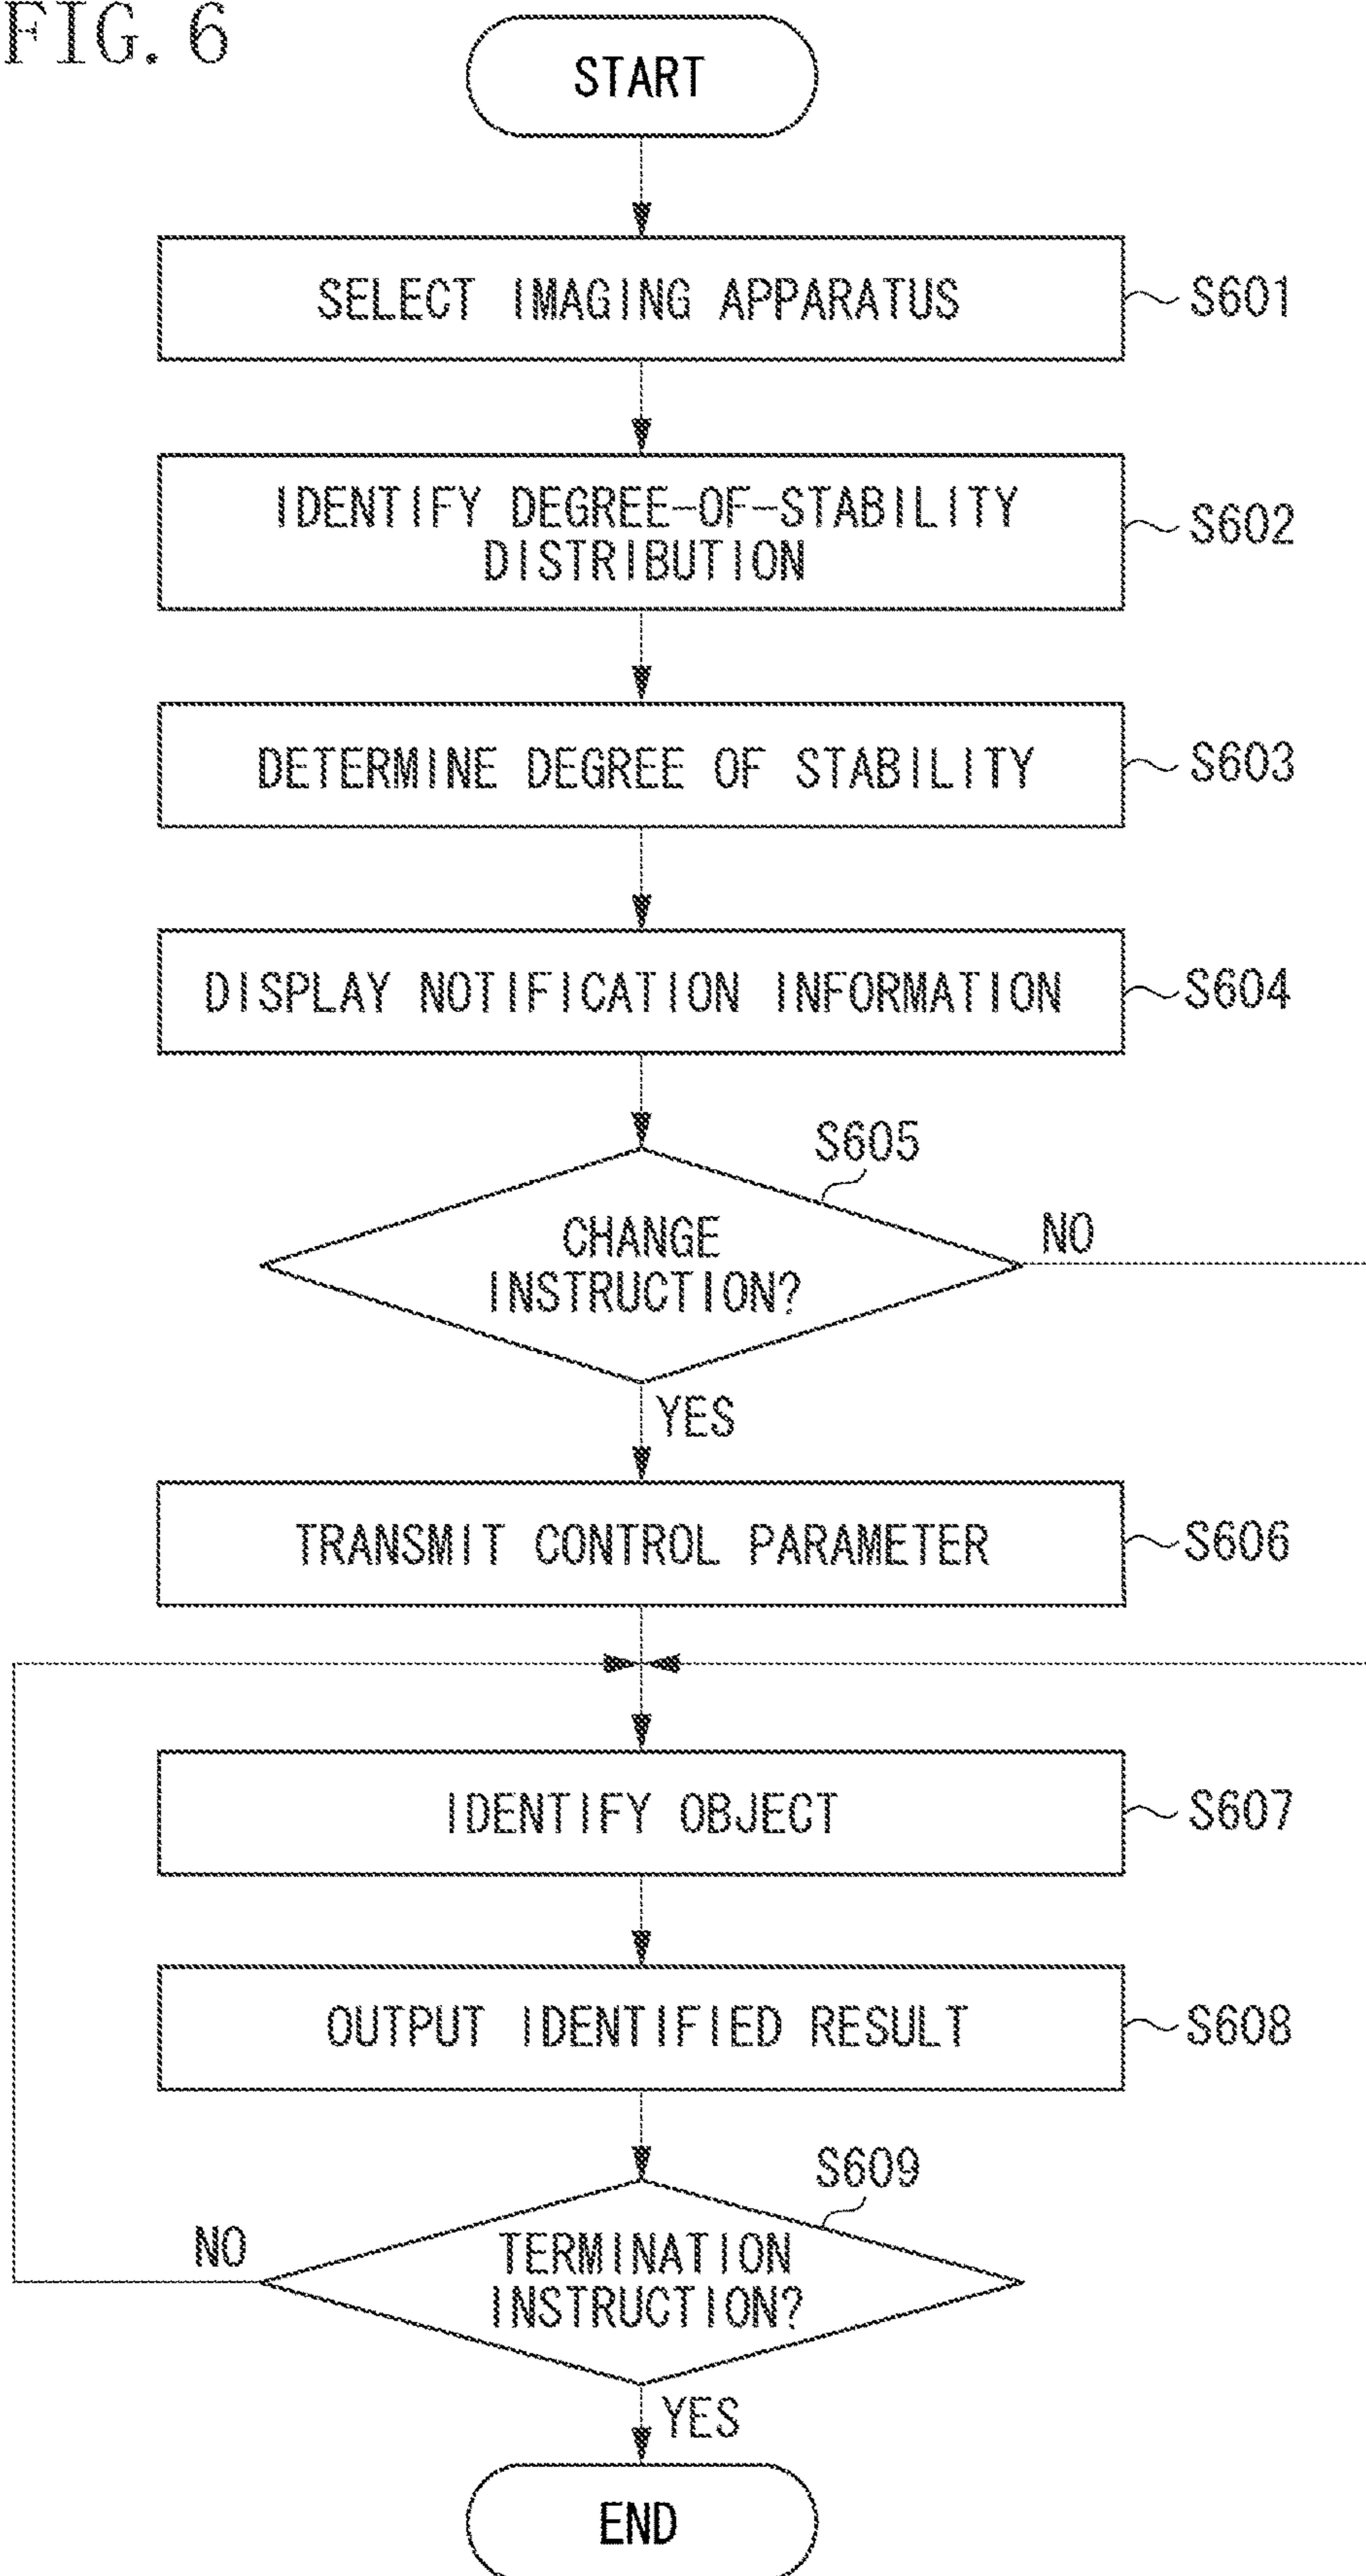 FIG. 6
START
SELECT IMAGING APPARATUS
S601
IDENTIFY DEGREE-OF-STABILITY
DISTRIBUTION
S602
DETERMINE DEGREE OF STABILITY
S603
DISPLAY NOTIFICATION INFORMATION
S604
S605
CHANGE
INSTRUCTION?
NO
YES
TRANSMIT CONTROL PARAMETER
S606
IDENTIFY OBJECT
S607
OUTPUT IDENTIFIED RESULT
S608
S609
NO
TERMINATION
INSTRUCTION?
YES
END